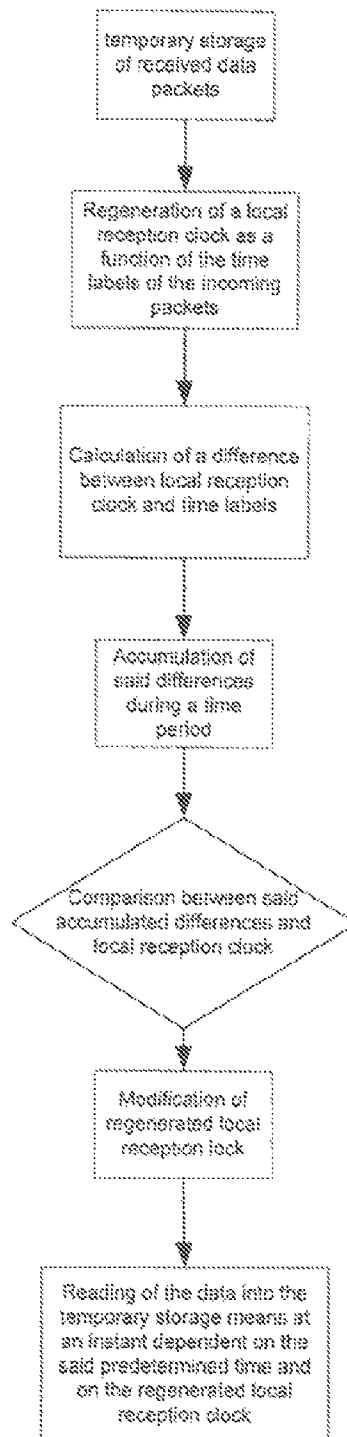 temporary storage
of received data
packets
Regeneration of a local
reception clock as a
function of the time
labels of the incoming
packets
Calculation of a difference
between local reception
clock and time labels
Accumulation of
said differences
during a time
period
Comparison between said
accumulated differences and
local reception clock
Modification of
regenerated local
reception lock
Reading of the data into the
temporary storage means at
an instant dependent on the
said predetermined time and
on the regenerated local
reception clock